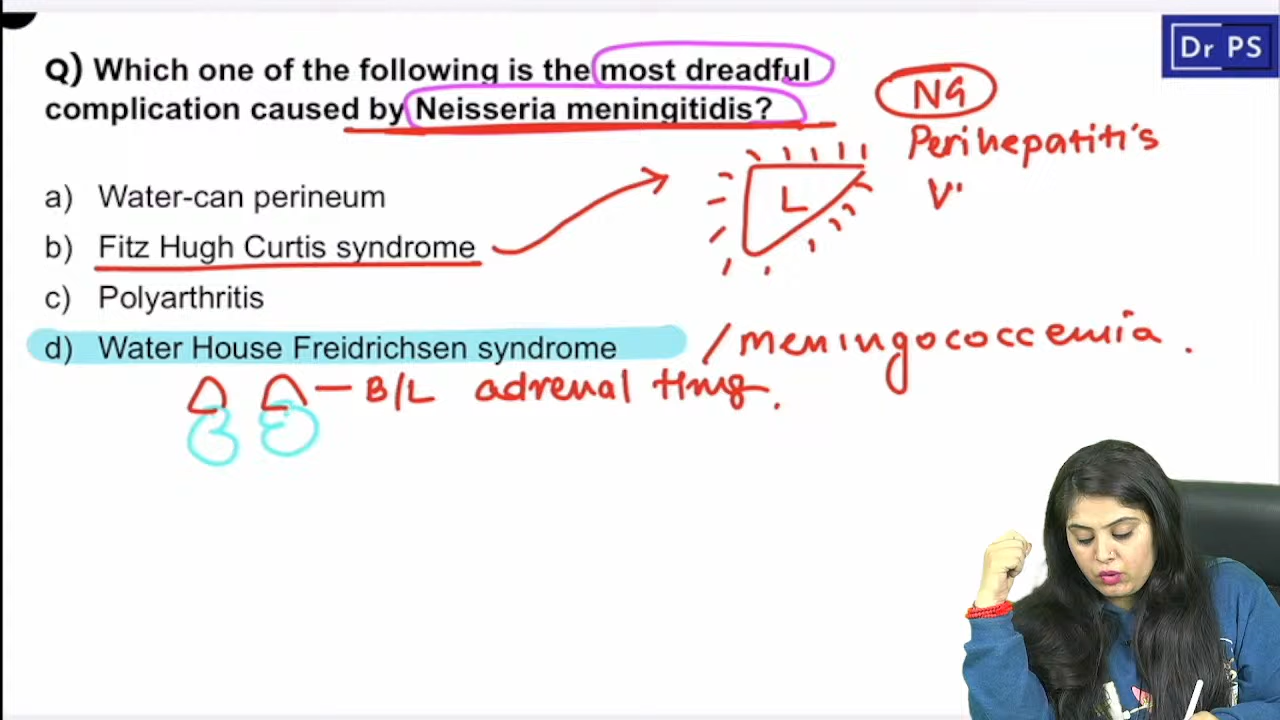 Dr PS
Q) Which one of the following is the most dreadful
complication caused by Neisseria meningitidis?
NG
Perihepatitis
V'
a) Water-can perineum
b) Fitz Hugh Curtis syndrome
L
c) Polyarthritis
d) Water House Freidrichsen syndrome
/meningococcemia.
B/L adrenal Hmg.